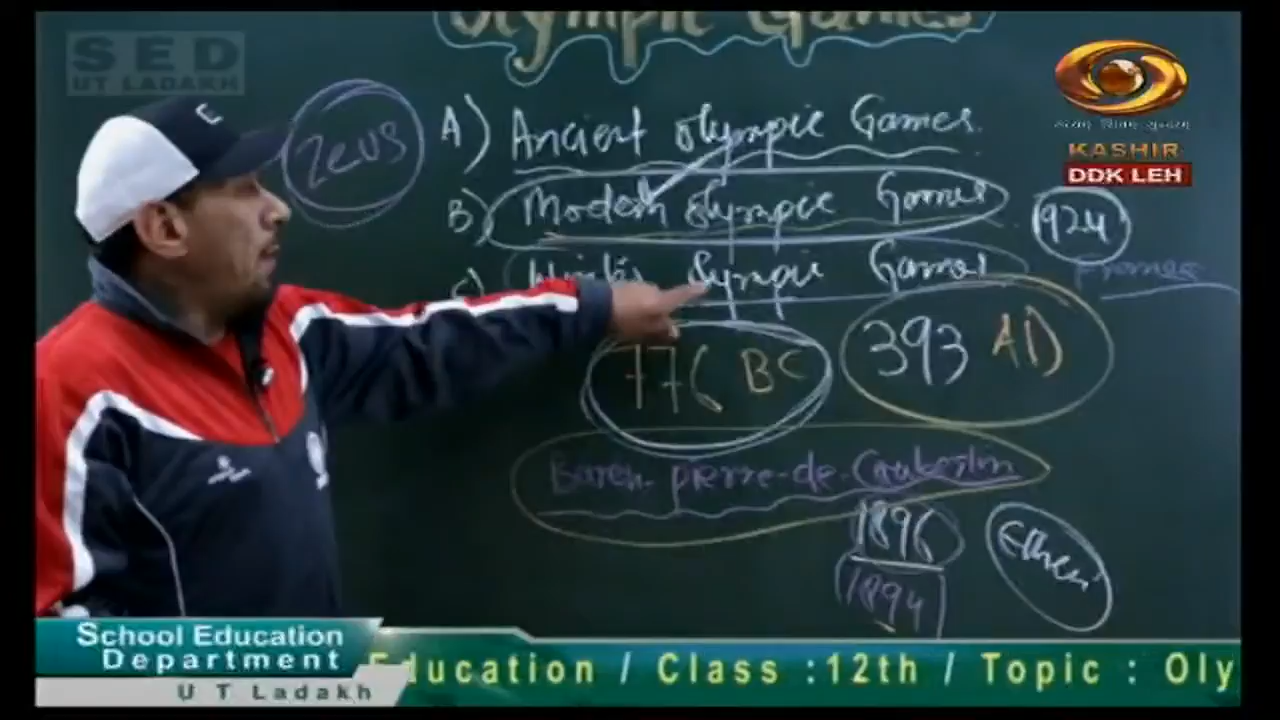 Olympic Games
SED
UT LADAKH
Zeus
A) Ancient Olympic Games.
B) Modern Olympic Games
C) Winter Olympic Games
1924
France
776 BC
393 AD
Baron-pierre-de-Coubertin
1896
1894
KASHIR
DDK LEH
School Education
Department
U T Ladakh
Education / Class :12th / Topic : Oly